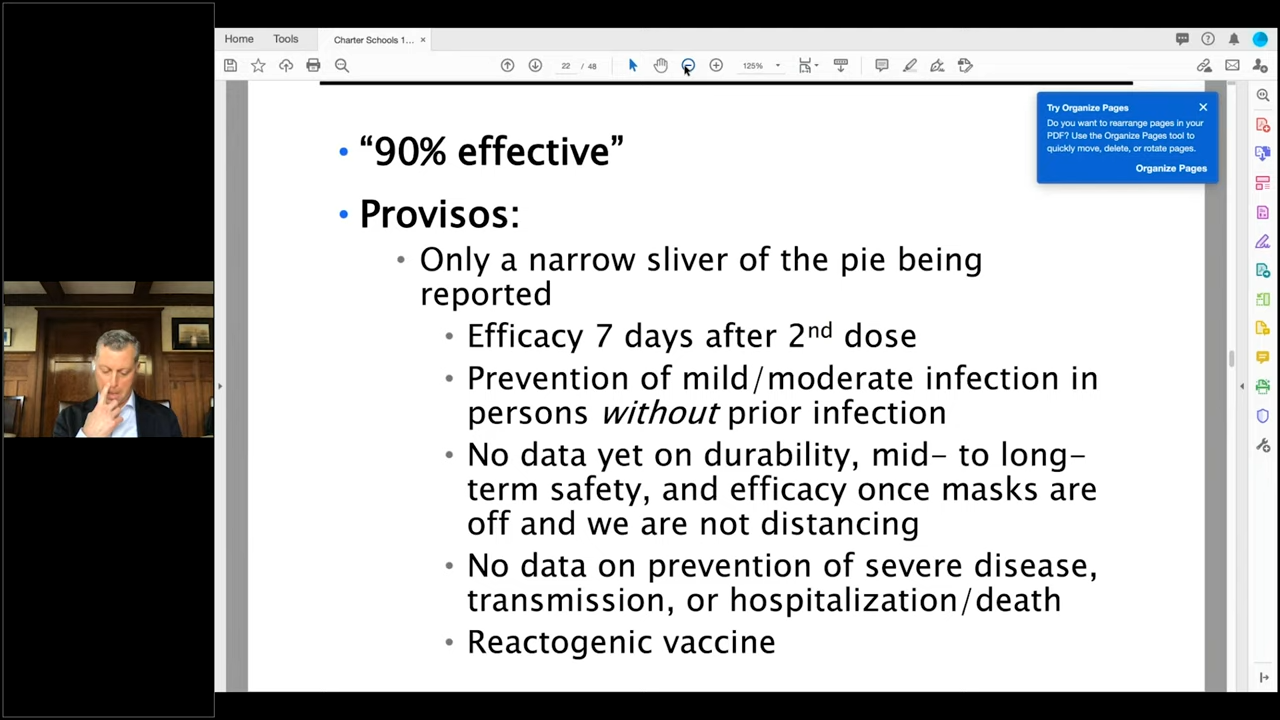 Home Tools Charter Schools 1... ×
22 / 48 125%
Try Organize Pages
Do you want to rearrange pages in your
PDF? Use the Organize Pages tool to
quickly move, delete, or rotate pages.
Organize Pages
• “90% effective”
• Provisos:
• Only a narrow sliver of the pie being
reported
• Efficacy 7 days after 2nd dose
• Prevention of mild/moderate infection in
persons without prior infection
• No data yet on durability, mid- to long-
term safety, and efficacy once masks are
off and we are not distancing
• No data on prevention of severe disease,
transmission, or hospitalization/death
• Reactogenic vaccine